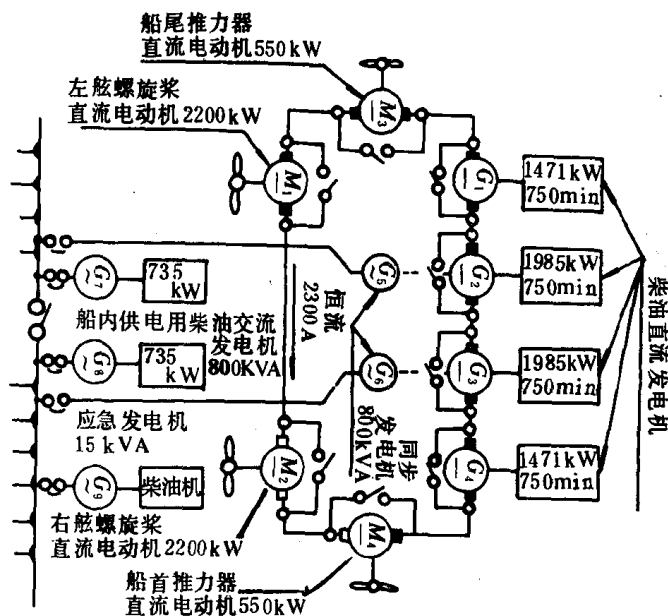 船尾推力器
直流电动机550kW
左舷螺旋桨
直流电动机2200kW
M3
M1
G1
1471kW
750min
G5
G2
1985kW
750min
G7
735
kW
恒流
2300A
柴油直流发电机
船内供电用柴油交流
发电机
800KVA
G8
735
kW
G6
G3
1985kW
750min
应急发电机
15kVA
同步
发电机
800kVA
M2
G4
1471kW
750min
G9
柴油机
右舷螺旋桨
直流电动机2200kW
M4
船首推力器
直流电动机550kW